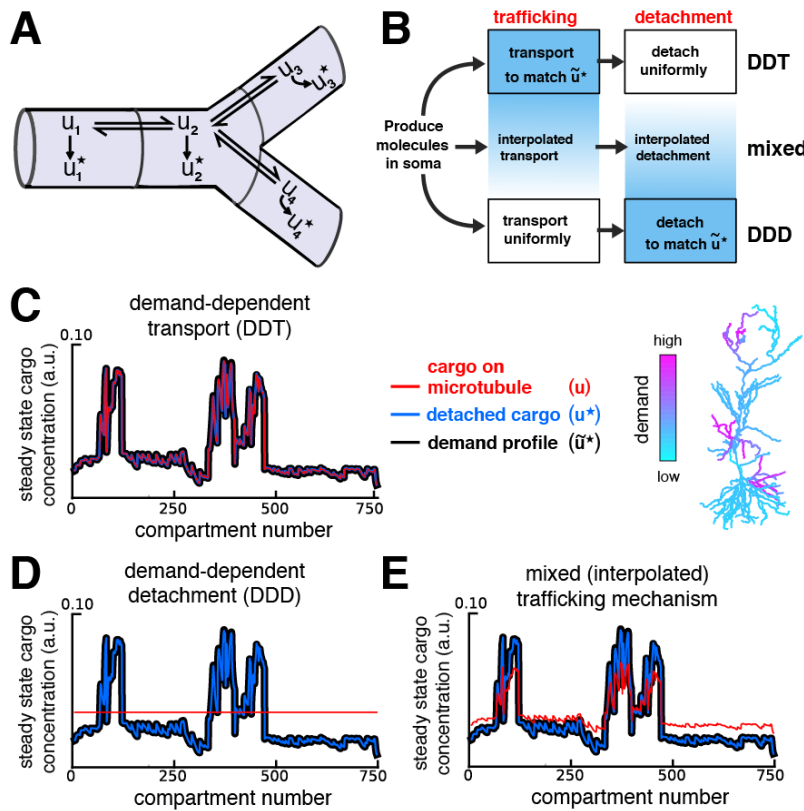 A
u₁
u₂
u₃
u₃*
u₁*
u₂*
u₄
u₄*
B
trafficking
detachment
transport
to match ũ*
detach
uniformly
DDT
Produce
molecules
in soma
interpolated
transport
interpolated
detachment
mixed
transport
uniformly
detach
to match ũ*
DDD
C
demand-dependent
transport (DDT)
steady state cargo
concentration (a.u.)
0.10
0
250
500
750
compartment number
cargo on
microtubule (u)
detached cargo (u*)
demand profile (ũ*)
high
demand
low
D
demand-dependent
detachment (DDD)
steady state cargo
concentration (a.u.)
0.10
0
250
500
750
compartment number
E
mixed (interpolated)
trafficking mechanism
steady state cargo
concentration (a.u.)
0.10
0
250
500
750
compartment number